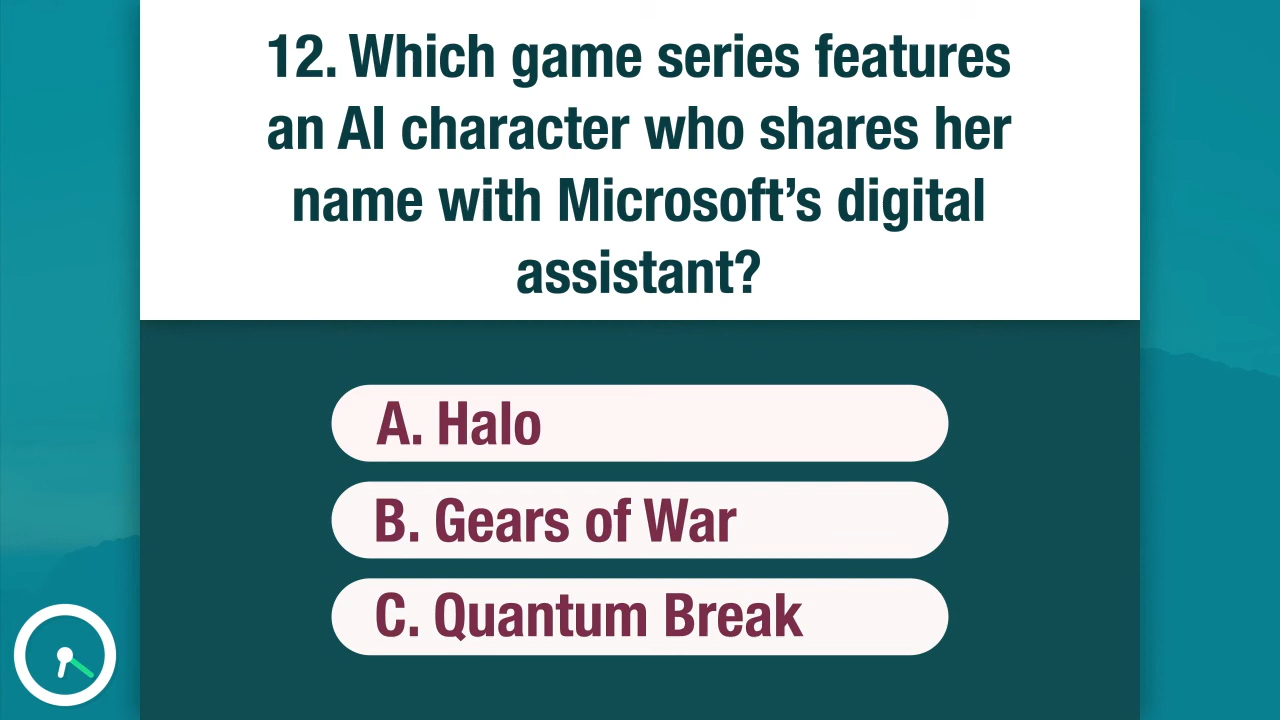 12. Which game series features
an AI character who shares her
name with Microsoft’s digital
assistant?
A. Halo
B. Gears of War
C. Quantum Break